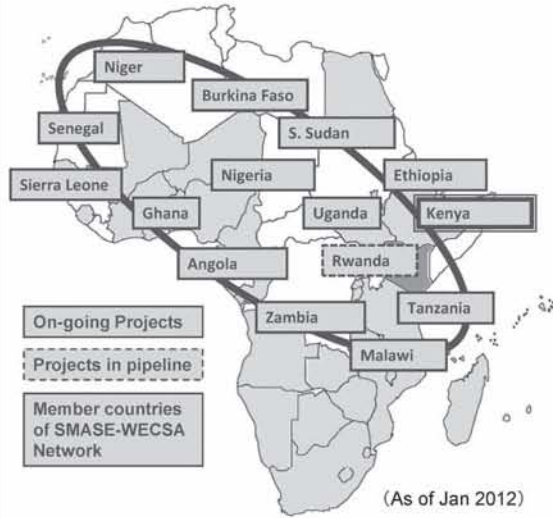 Niger
Burkina Faso
Senegal
S. Sudan
Sierra Leone
Nigeria
Ethiopia
Ghana
Uganda
Kenya
Angola
Rwanda
On-going Projects
Zambia
Tanzania
Projects in pipeline
Malawi
Member countries
of SMASE-WECSA
Network
(As of Jan 2012)